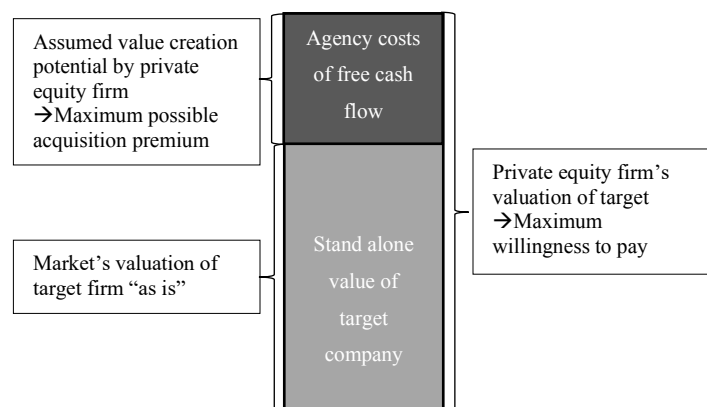 Assumed value creation
potential by private
equity firm
→Maximum possible
acquisition premium
Agency costs
of free cash
flow
Private equity firm’s
valuation of target
→Maximum
willingness to pay
Market’s valuation of
target firm “as is”
Stand alone
value of
target
company